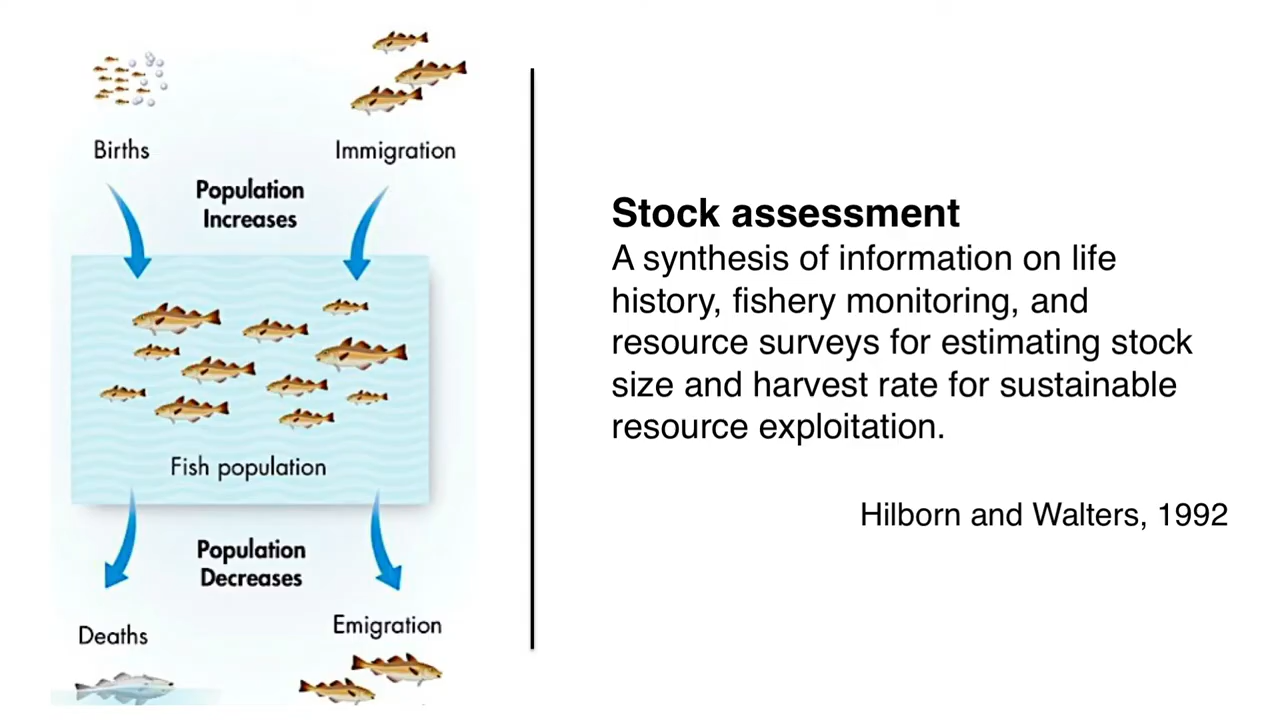 Births
Immigration
Population
Increases
Fish population
Population
Decreases
Deaths
Emigration
Stock assessment
A synthesis of information on life
history, fishery monitoring, and
resource surveys for estimating stock
size and harvest rate for sustainable
resource exploitation.
Hilborn and Walters, 1992